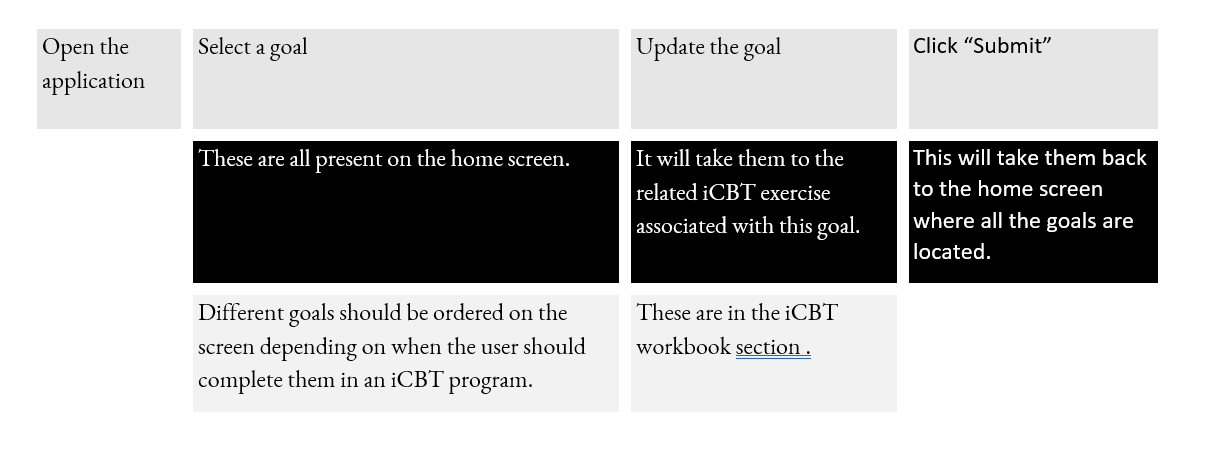 Open the
application
Select a goal
Update the goal
Click “Submit”
These are all present on the home screen.
It will take them to the
related iCBT exercise
associated with this goal.
This will take them back
to the home screen
where all the goals are
located.
Different goals should be ordered on the
screen depending on when the user should
complete them in an iCBT program.
These are in the iCBT
workbook section .